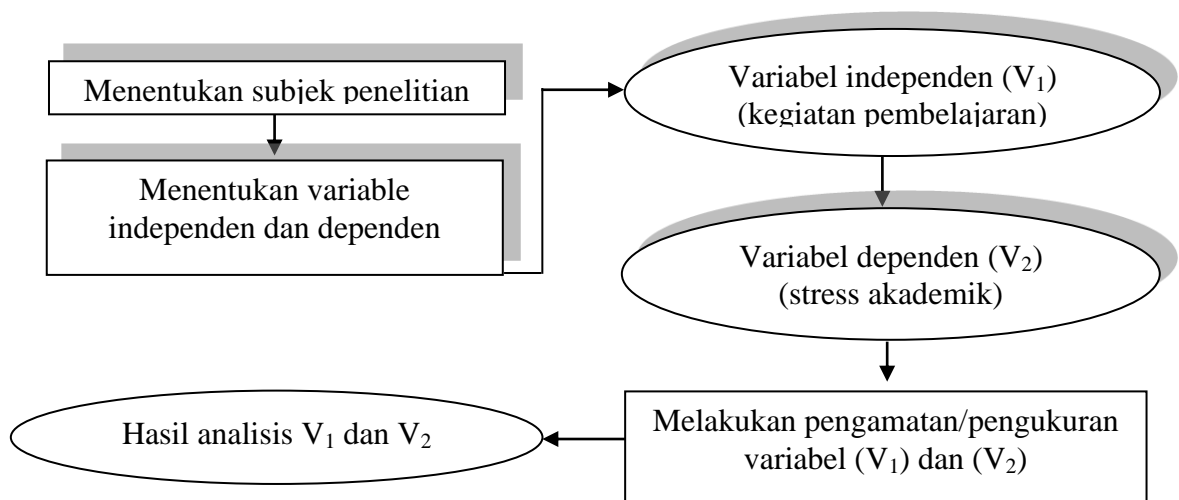 Menentukan subjek penelitian
Menentukan variable
independen dan dependen
Variabel independen (V₁)
(kegiatan pembelajaran)
Variabel dependen (V₂)
(stress akademik)
Melakukan pengamatan/pengukuran
variabel (V₁) dan (V₂)
Hasil analisis V₁ dan V₂